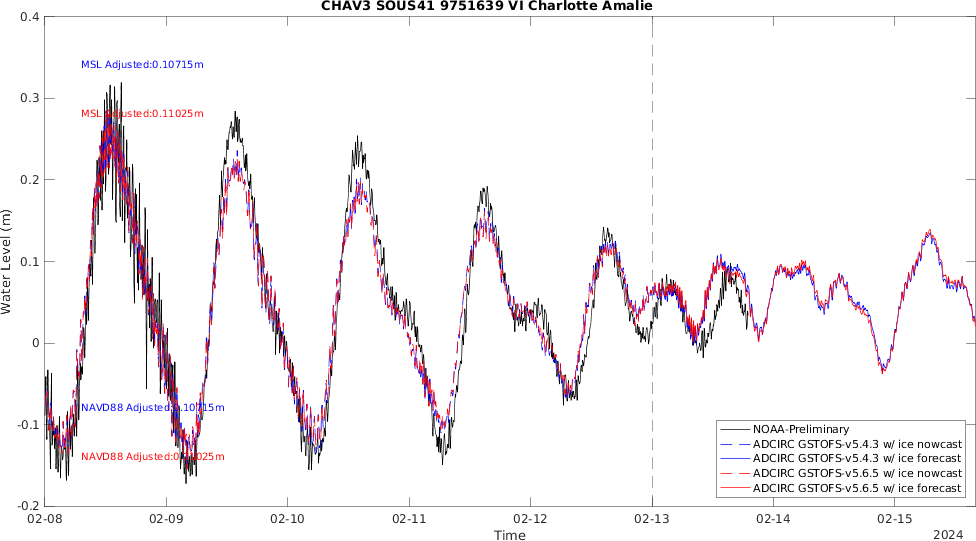 CHAV3 SOUS41 9751639 VI Charlotte Amalie
0.4
0.3
0.2
0.1
0
-0.1
-0.2
Water Level (m)
MSL Adjusted:0.10715m
MSL Adjusted:0.11025m
NAVD88 Adjusted:0.10715m
NAVD88 Adjusted:0.11025m
NOAA-Preliminary
ADCIRC GSTOFS-v5.4.3 w/ ice nowcast
ADCIRC GSTOFS-v5.4.3 w/ ice forecast
ADCIRC GSTOFS-v5.6.5 w/ ice nowcast
ADCIRC GSTOFS-v5.6.5 w/ ice forecast
02-08 02-09 02-10 02-11 02-12 02-13 02-14 02-15
Time
2024